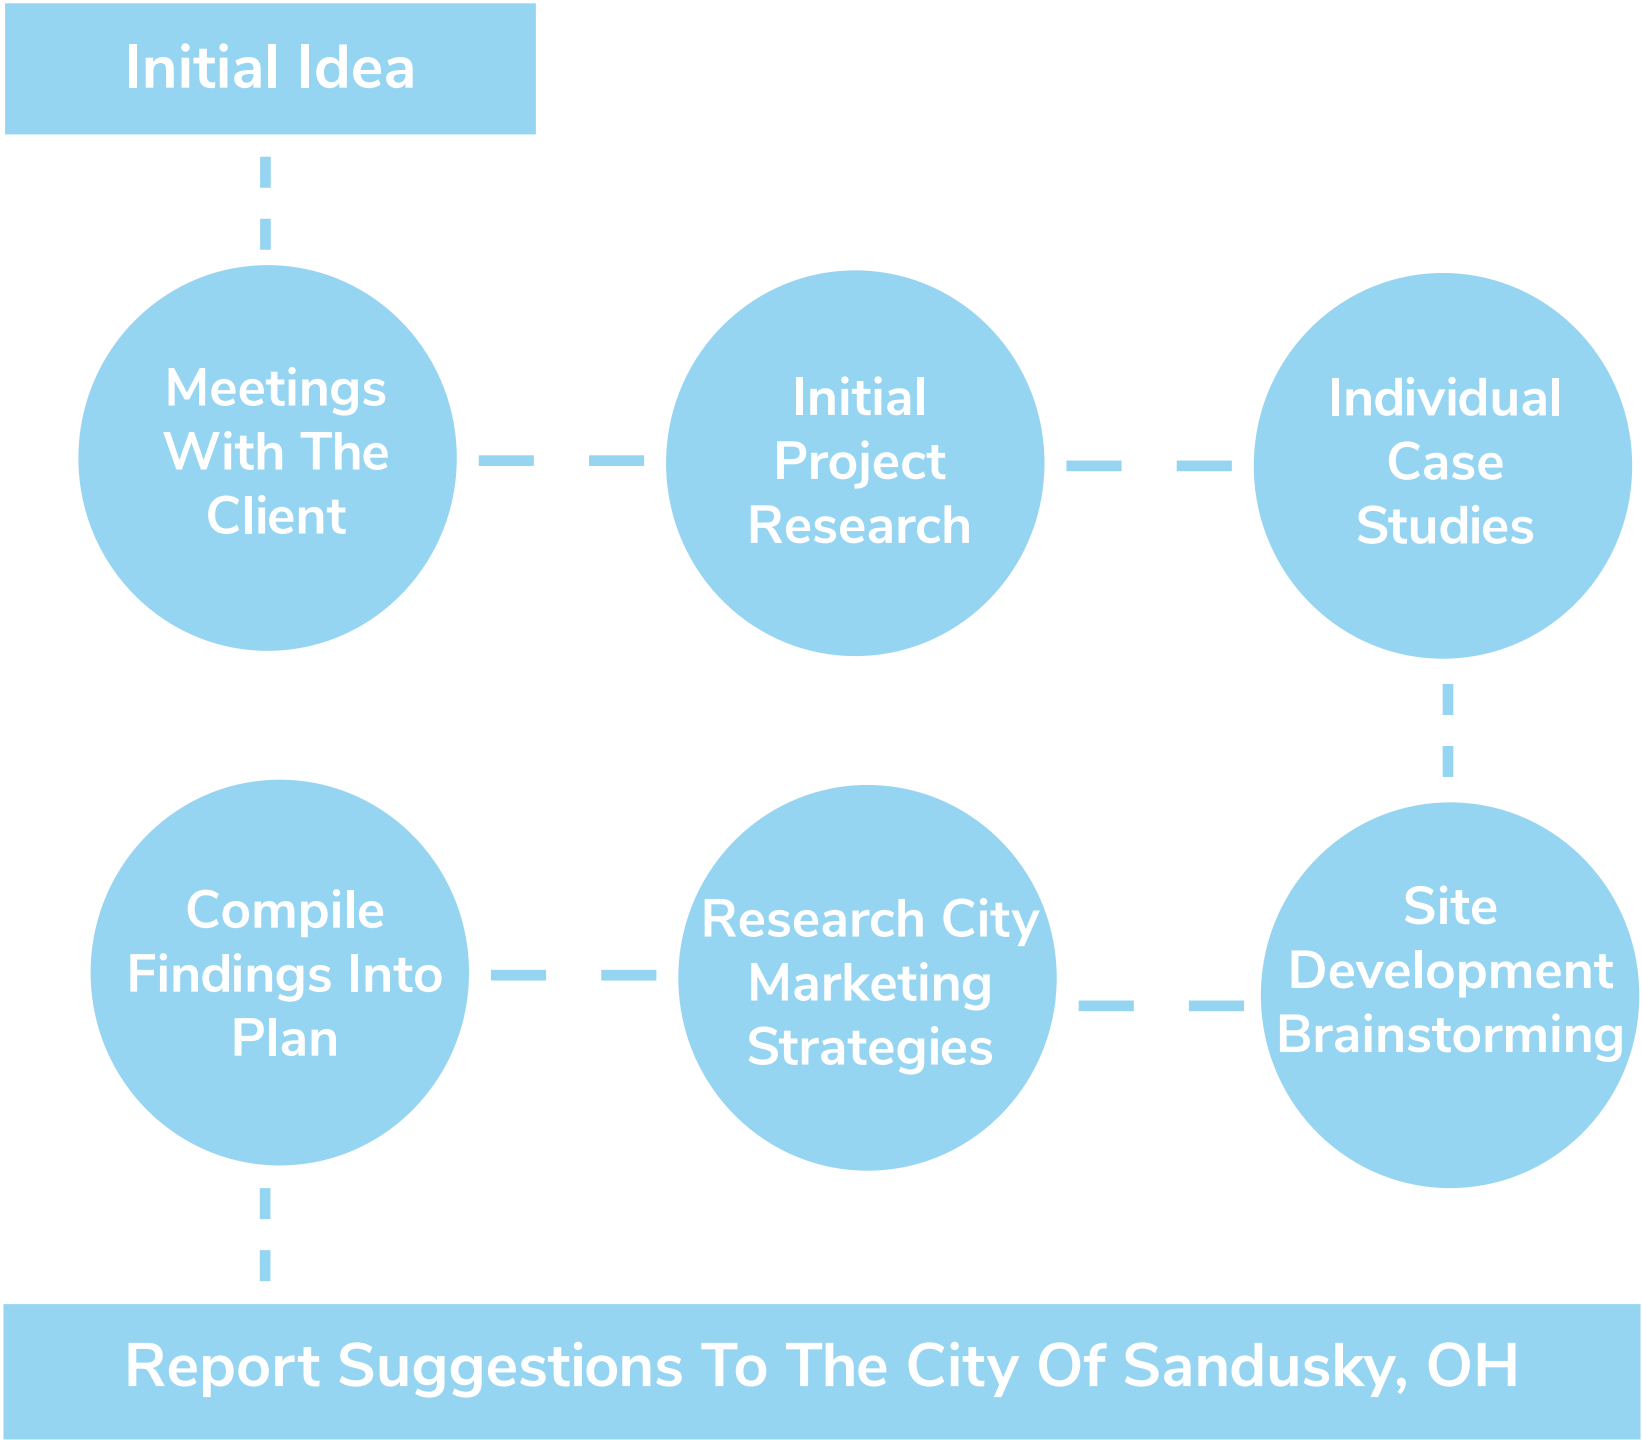 Initial Idea
Meetings
With The
Client
Initial
Project
Research
Individual
Case
Studies
Site
Development
Brainstorming
Research City
Marketing
Strategies
Compile
Findings Into
Plan
Report Suggestions To The City Of Sandusky, OH